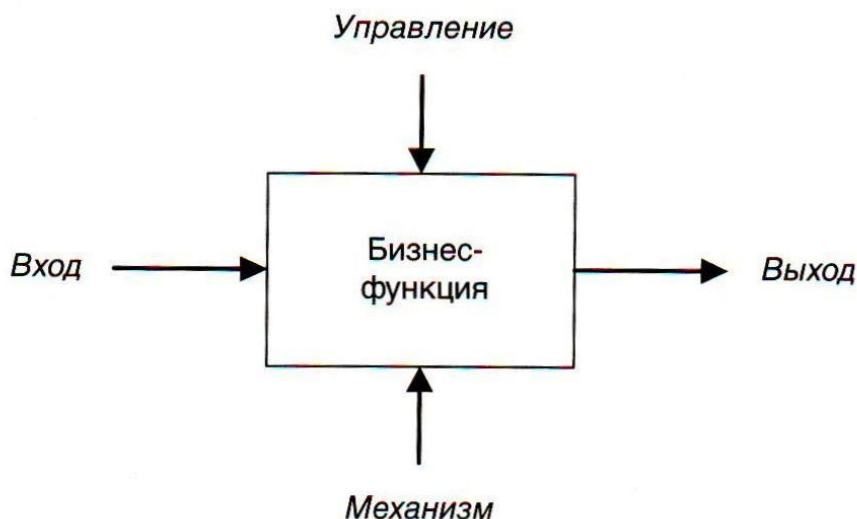 Управление
Вход
Бизнес-
функция
Выход
Механизм